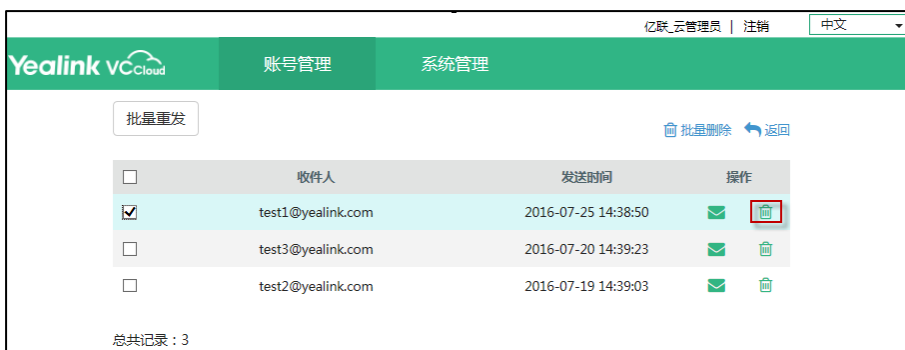 亿联_云管理员 | 注销 中文
Yealink VCCloud 账号管理 系统管理
批量重发
批量删除 返回
收件人 发送时间 操作
test1@yealink.com 2016-07-25 14:38:50
test3@yealink.com 2016-07-20 14:39:23
test2@yealink.com 2016-07-19 14:39:03
总共记录：3